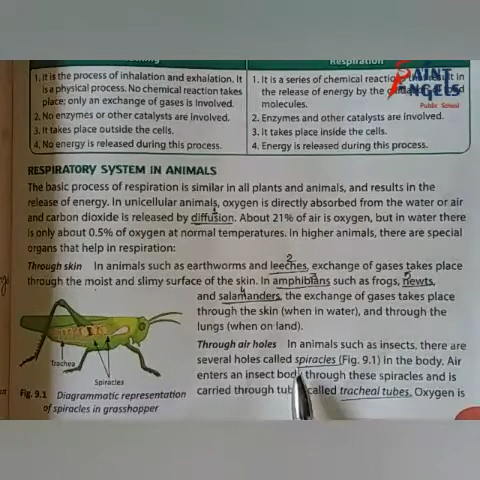 Respiration
1. It is the process of inhalation and exhalation. It
is a physical process. No chemical reaction takes
place; only an exchange of gases is involved.
2. No enzymes or other catalysts are involved.
3. It takes place outside the cells.
4. No energy is released during this process.
1. It is a series of chemical in
the release of energy by the
molecules.
2. Enzymes and other catalysts are involved.
3. It takes place inside the cells.
4. Energy is released during this process.
SAINT
ANGELS
Public School
RESPIRATORY SYSTEM IN ANIMALS
The basic process of respiration is similar in all plants and animals, and results in the
release of energy. In unicellular animals, oxygen is directly absorbed from the water or air
and carbon dioxide is released by diffusion. About 21% of air is oxygen, but in water there
is only about 0.5% of oxygen at normal temperatures. In higher animals, there are special
organs that help in respiration:
Through skin In animals such as earthworms and leeches, exchange of gases takes place
through the moist and slimy surface of the skin. In amphibians such as frogs, newts,
and salamanders, the exchange of gases takes place
through the skin (when in water), and through the
lungs (when on land).
Through air holes In animals such as insects, there are
several holes called spiracles (Fig. 9.1) in the body. Air
enters an insect body through these spiracles and is
carried through called tracheal tubes. Oxygen is
Trachea
Spiracles
Fig. 9.1 Diagrammatic representation
of spiracles in grasshopper